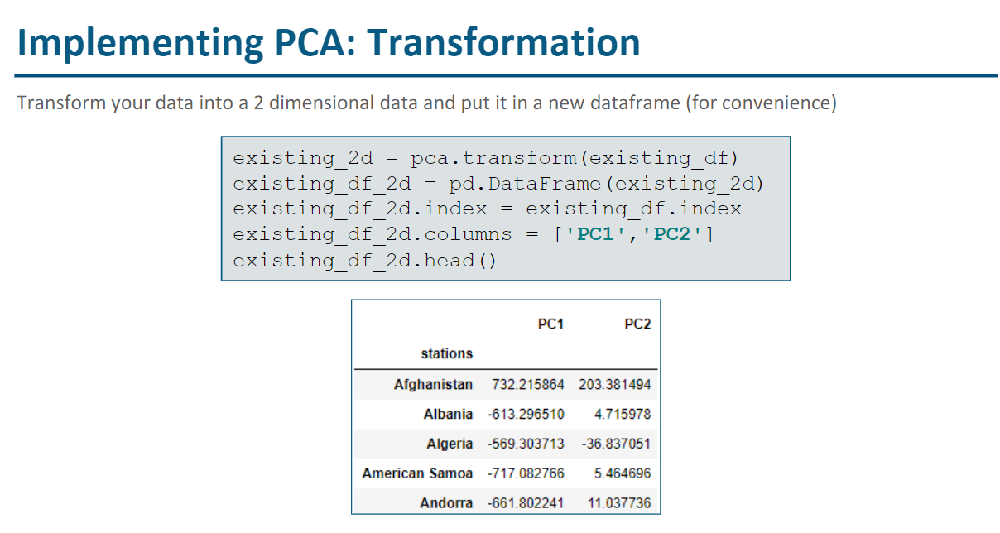 Implementing PCA: Transformation
Transform your data into a 2 dimensional data and put it in a new dataframe (for convenience)
existing_2d = pca.transform(existing_df)
existing_df_2d = pd.DataFrame(existing_2d)
existing_df_2d.index = existing_df.index
existing_df_2d.columns = ['PC1','PC2']
existing_df_2d.head()
PC1 PC2
stations
Afghanistan 732.215864 203.381494
Albania -613.296510 4.715978
Algeria -569.303713 -36.837051
American Samoa -717.082766 5.464696
Andorra -661.802241 11.037736